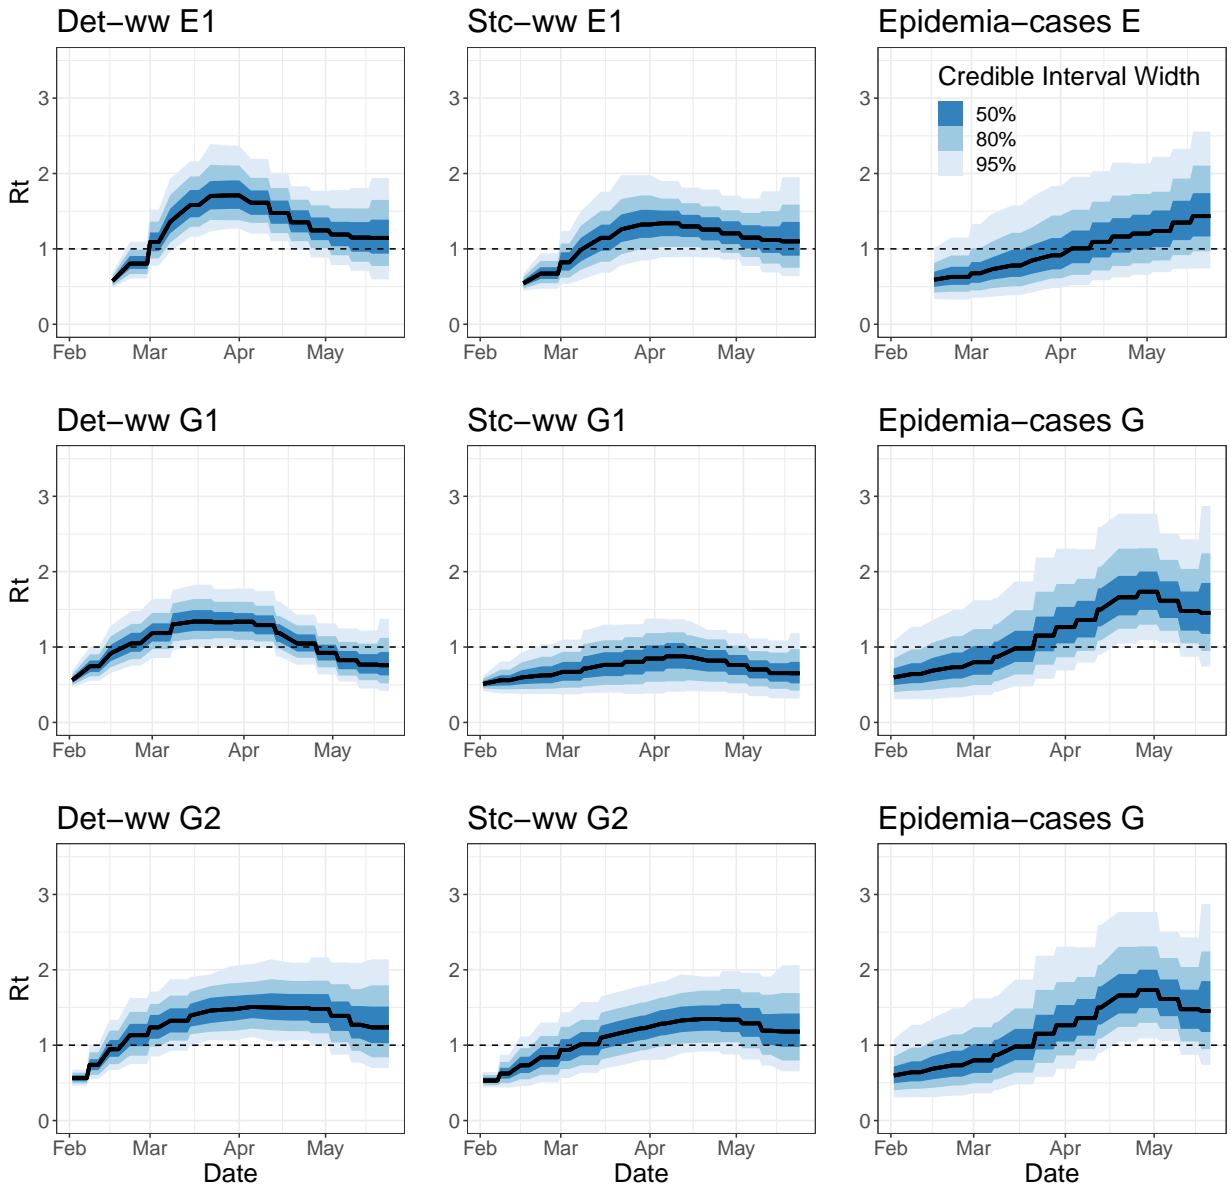 Det−ww E1
Stc−ww E1
Epidemia−cases E
Credible Interval Width
50%
80%
95%
Rt
3
2
1
0
Feb Mar Apr May
3
2
1
0
Feb Mar Apr May
3
2
1
0
Feb Mar Apr May
Det−ww G1
Stc−ww G1
Epidemia−cases G
Rt
3
2
1
0
Feb Mar Apr May
3
2
1
0
Feb Mar Apr May
3
2
1
0
Feb Mar Apr May
Det−ww G2
Stc−ww G2
Epidemia−cases G
Rt
3
2
1
0
Feb Mar Apr May
Date
3
2
1
0
Feb Mar Apr May
Date
3
2
1
0
Feb Mar Apr May
Date